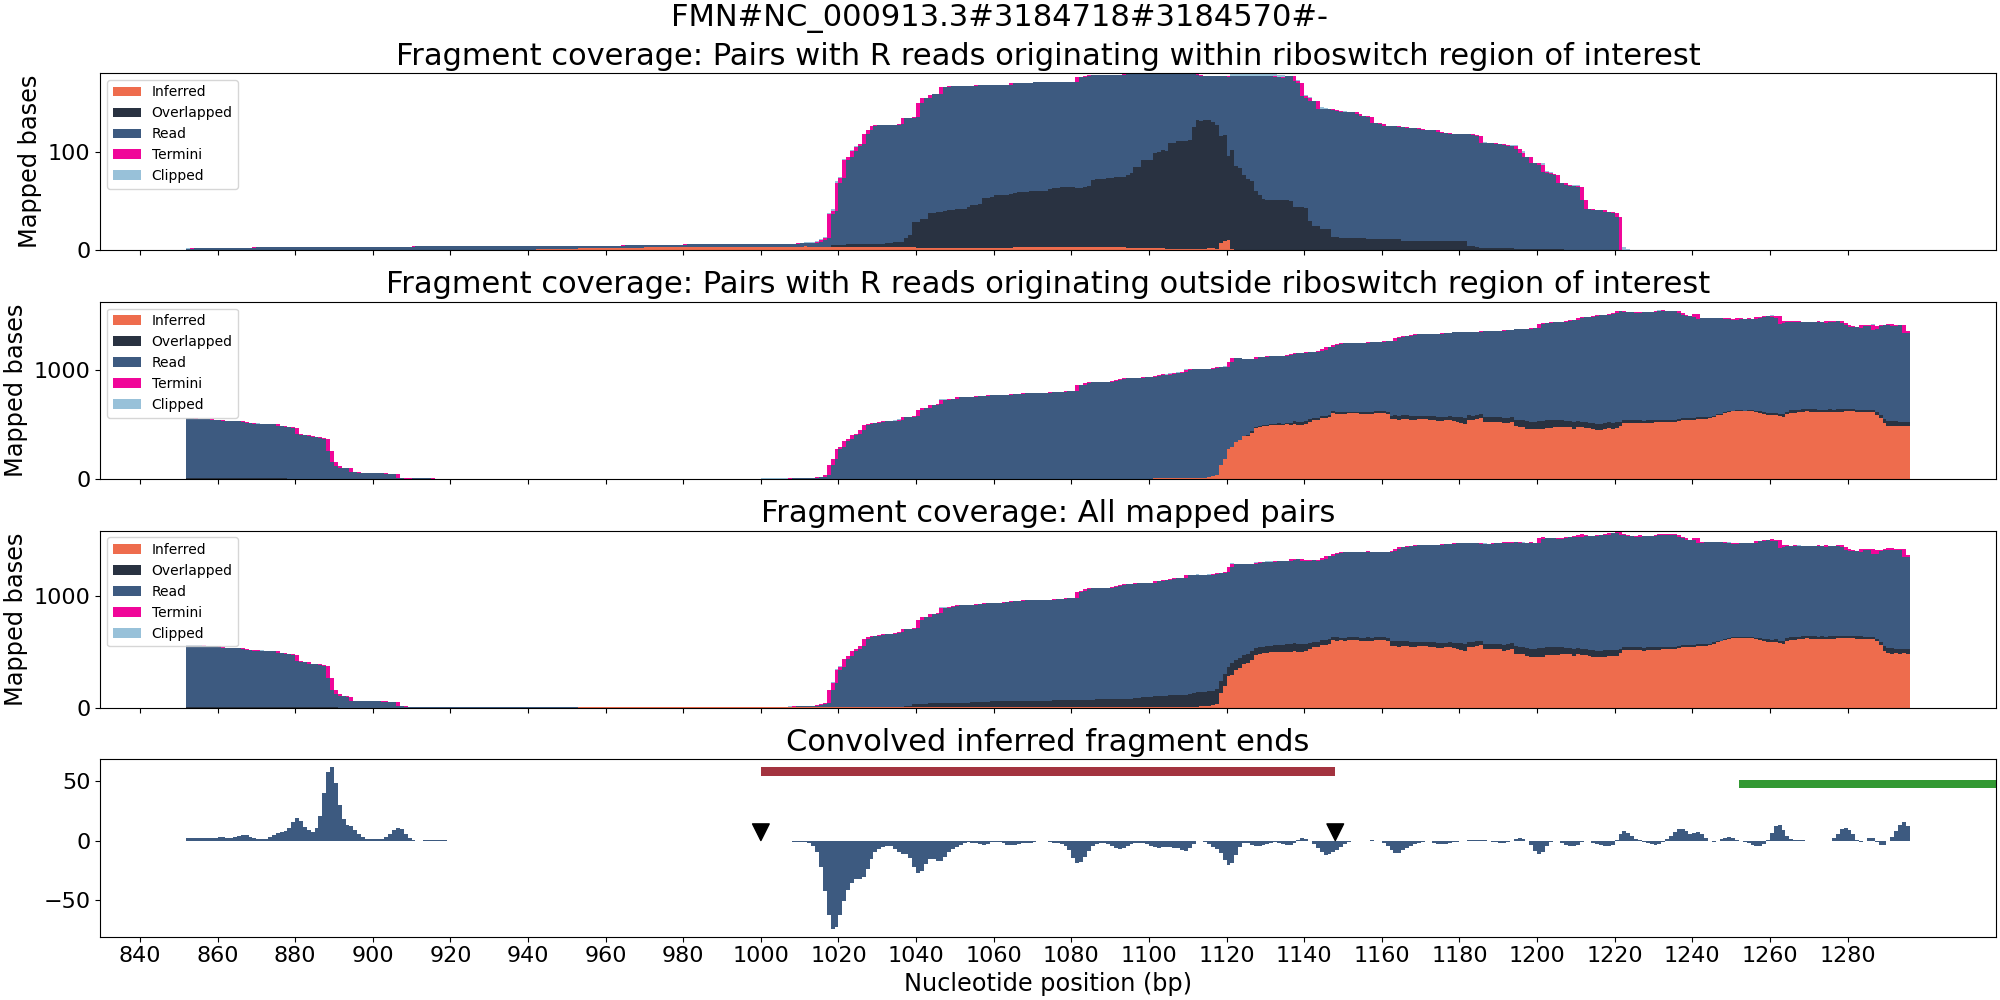 FMN#NC_000913.3#3184718#3184570#-
Fragment coverage: Pairs with R reads originating within riboswitch region of interest
Mapped bases
100
0
Inferred
Overlapped
Read
Termini
Clipped
Fragment coverage: Pairs with R reads originating outside riboswitch region of interest
Mapped bases
1000
0
Inferred
Overlapped
Read
Termini
Clipped
Fragment coverage: All mapped pairs
Mapped bases
1000
0
Inferred
Overlapped
Read
Termini
Clipped
Convolved inferred fragment ends
50
0
−50
840 860 880 900 920 940 960 980 1000 1020 1040 1060 1080 1100 1120 1140 1160 1180 1200 1220 1240 1260 1280
Nucleotide position (bp)